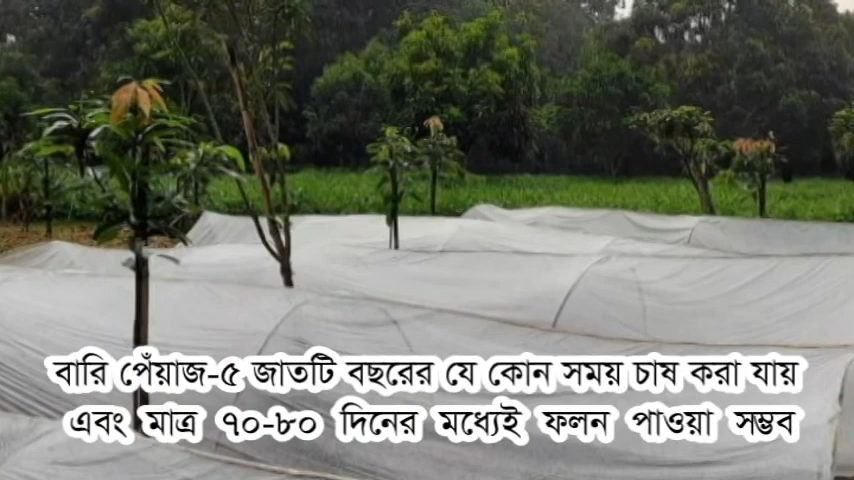 বারি পেঁয়াজ-৫ জাতটি বছরের যে কোন সময় চাষ করা যায়
এবং মাত্র ৭০-৮০ দিনের মধ্যেই ফলন পাওয়া সম্ভব